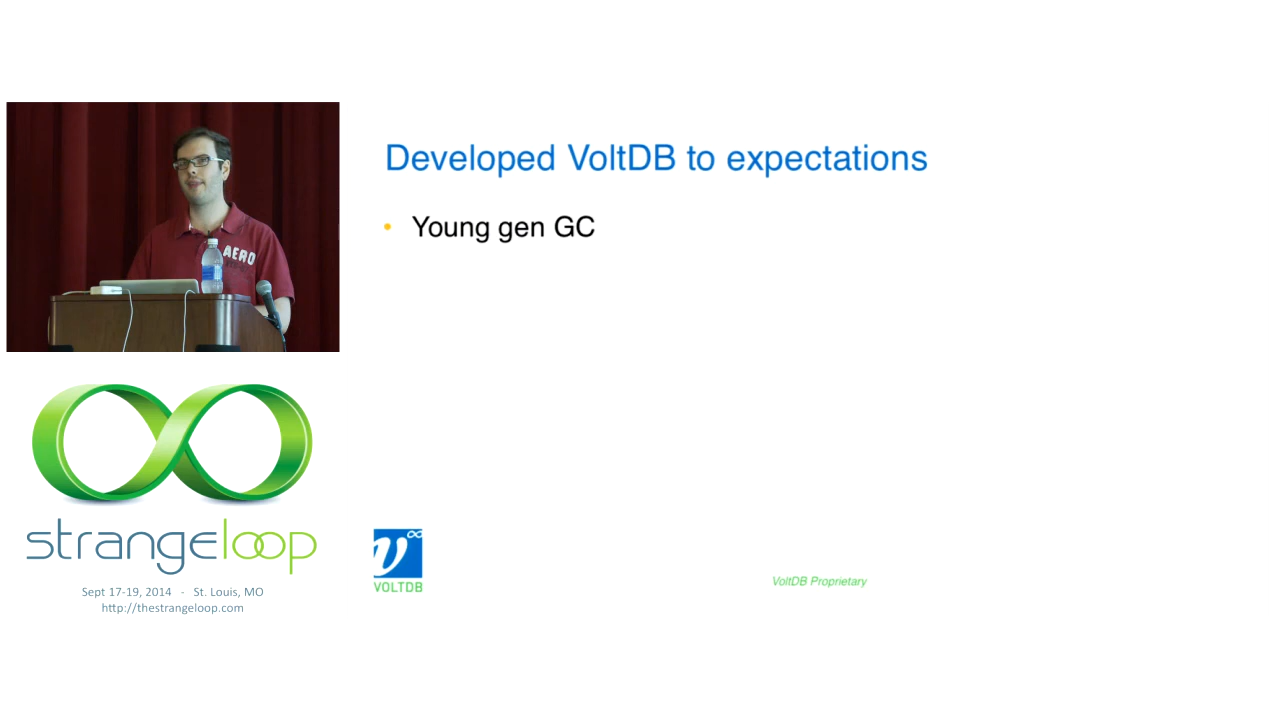 Developed VoltDB to expectations
• Young gen GC
AERO
strangeloop
Sept 17-19, 2014 - St. Louis, MO
http://thestrangeloop.com
VOLTDB
VoltDB Proprietary